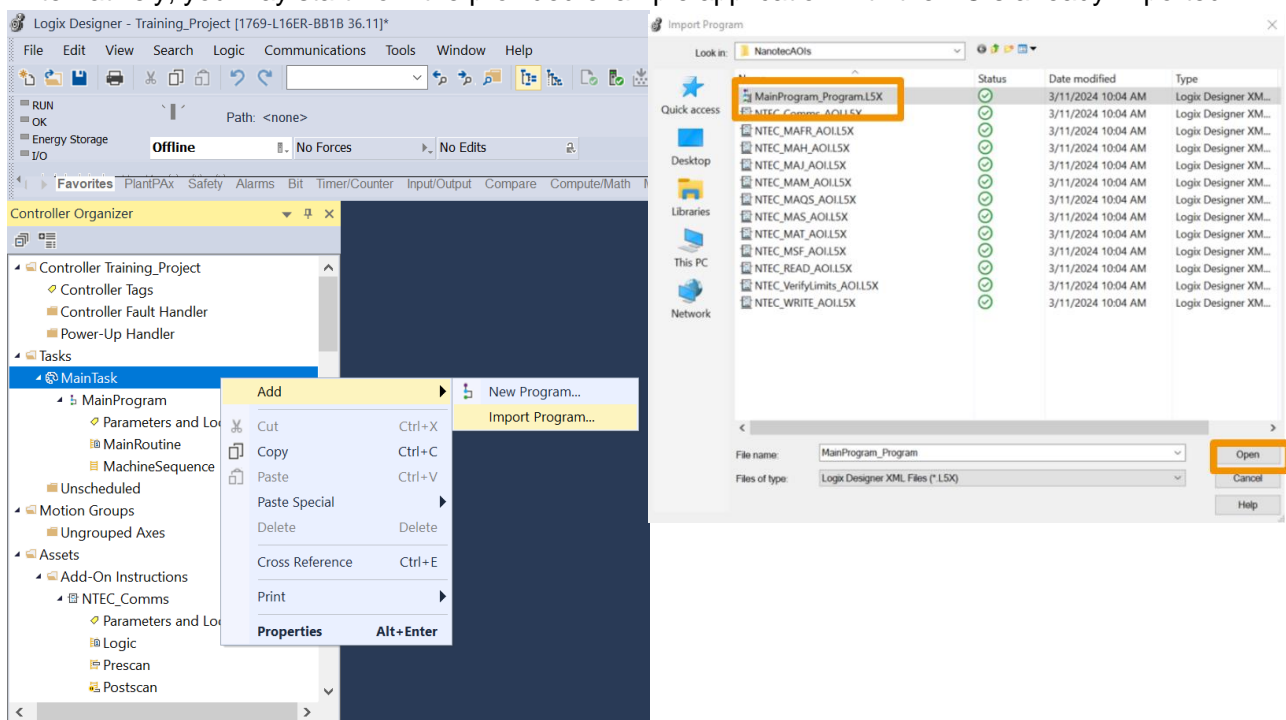 Logix Designer - Training_Project [1769-L16ER-BB1B 36.11]*
File Edit View Search Logic Communications Tools Window Help
RUN
OK
Energy Storage
I/O
Path: <none>
Offline
No Forces
No Edits
Favorites PlantPAx Safety Alarms Bit Timer/Counter Input/Output Compare Compute/Math
Controller Organizer
Controller Training_Project
Controller Tags
Controller Fault Handler
Power-Up Handler
Tasks
MainTask
MainProgram
Parameters and Lo
MainRoutine
MachineSequence
Unscheduled
Motion Groups
Ungrouped Axes
Assets
Add-On Instructions
NTEC_Comms
Parameters and Lo
Logic
Prescan
Postscan
Add
Cut Ctrl+X
Copy Ctrl+C
Paste Ctrl+V
Paste Special
Delete Delete
Cross Reference Ctrl+E
Print
Properties Alt+Enter
New Program...
Import Program...
Import Program
Look in: NanotecAOIs
Quick access
Desktop
Libraries
This PC
Network
Status Date modified Type
MainProgram_Program.L5X 3/11/2024 10:04 AM Logix Designer XM...
NTEC_Comms_AOI.L5X 3/11/2024 10:04 AM Logix Designer XM...
NTEC_MAFR_AOI.L5X 3/11/2024 10:04 AM Logix Designer XM...
NTEC_MAH_AOI.L5X 3/11/2024 10:04 AM Logix Designer XM...
NTEC_MAJ_AOI.L5X 3/11/2024 10:04 AM Logix Designer XM...
NTEC_MAM_AOI.L5X 3/11/2024 10:04 AM Logix Designer XM...
NTEC_MAQS_AOI.L5X 3/11/2024 10:04 AM Logix Designer XM...
NTEC_MAS_AOI.L5X 3/11/2024 10:04 AM Logix Designer XM...
NTEC_MAT_AOI.L5X 3/11/2024 10:04 AM Logix Designer XM...
NTEC_MSF_AOI.L5X 3/11/2024 10:04 AM Logix Designer XM...
NTEC_READ_AOI.L5X 3/11/2024 10:04 AM Logix Designer XM...
NTEC_VerifyLimits_AOI.L5X 3/11/2024 10:04 AM Logix Designer XM...
NTEC_WRITE_AOI.L5X 3/11/2024 10:04 AM Logix Designer XM...
File name: MainProgram_Program Open
Files of type: Logix Designer XML Files (*.L5X) Cancel
Help